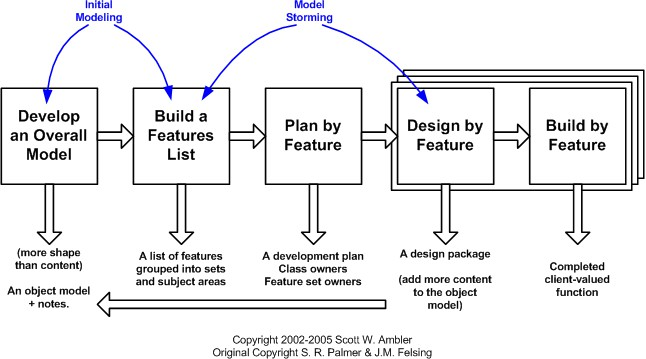 Initial
Modeling
Model
Storming
Develop
an Overall
Model
Build a
Features
List
Plan by
Feature
Design by
Feature
Build by
Feature
(more shape
than content)
An object model
+ notes.
A list of features
grouped into sets
and subject areas
A development plan
Class owners
Feature set owners
A design package
(add more content
to the object
model)
Completed
client-valued
function
Copyright 2002-2005 Scott W. Ambler
Original Copyright S. R. Palmer & J.M. Felsing